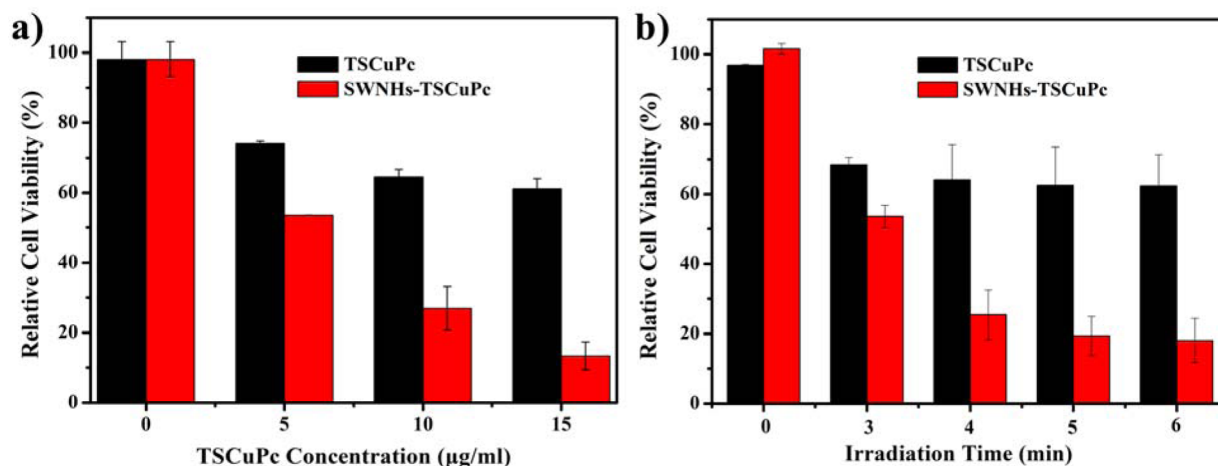 a)
Relative Cell Viability (%)
100
80
60
40
20
0
TSCuPc
SWNHs-TSCuPc
0 5 10 15
TSCuPc Concentration (μg/ml)
b)
Relative Cell Viability (%)
100
80
60
40
20
0
TSCuPc
SWNHs-TSCuPc
0 3 4 5 6
Irradiation Time (min)